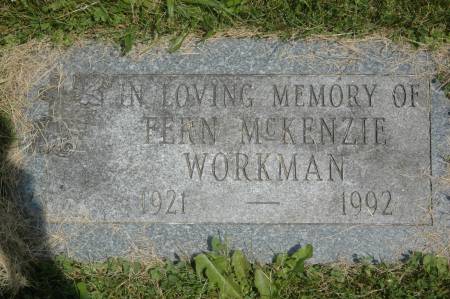 IN LOVING MEMORY OF
FERN McKENZIE
WORKMAN
1921 — 1992